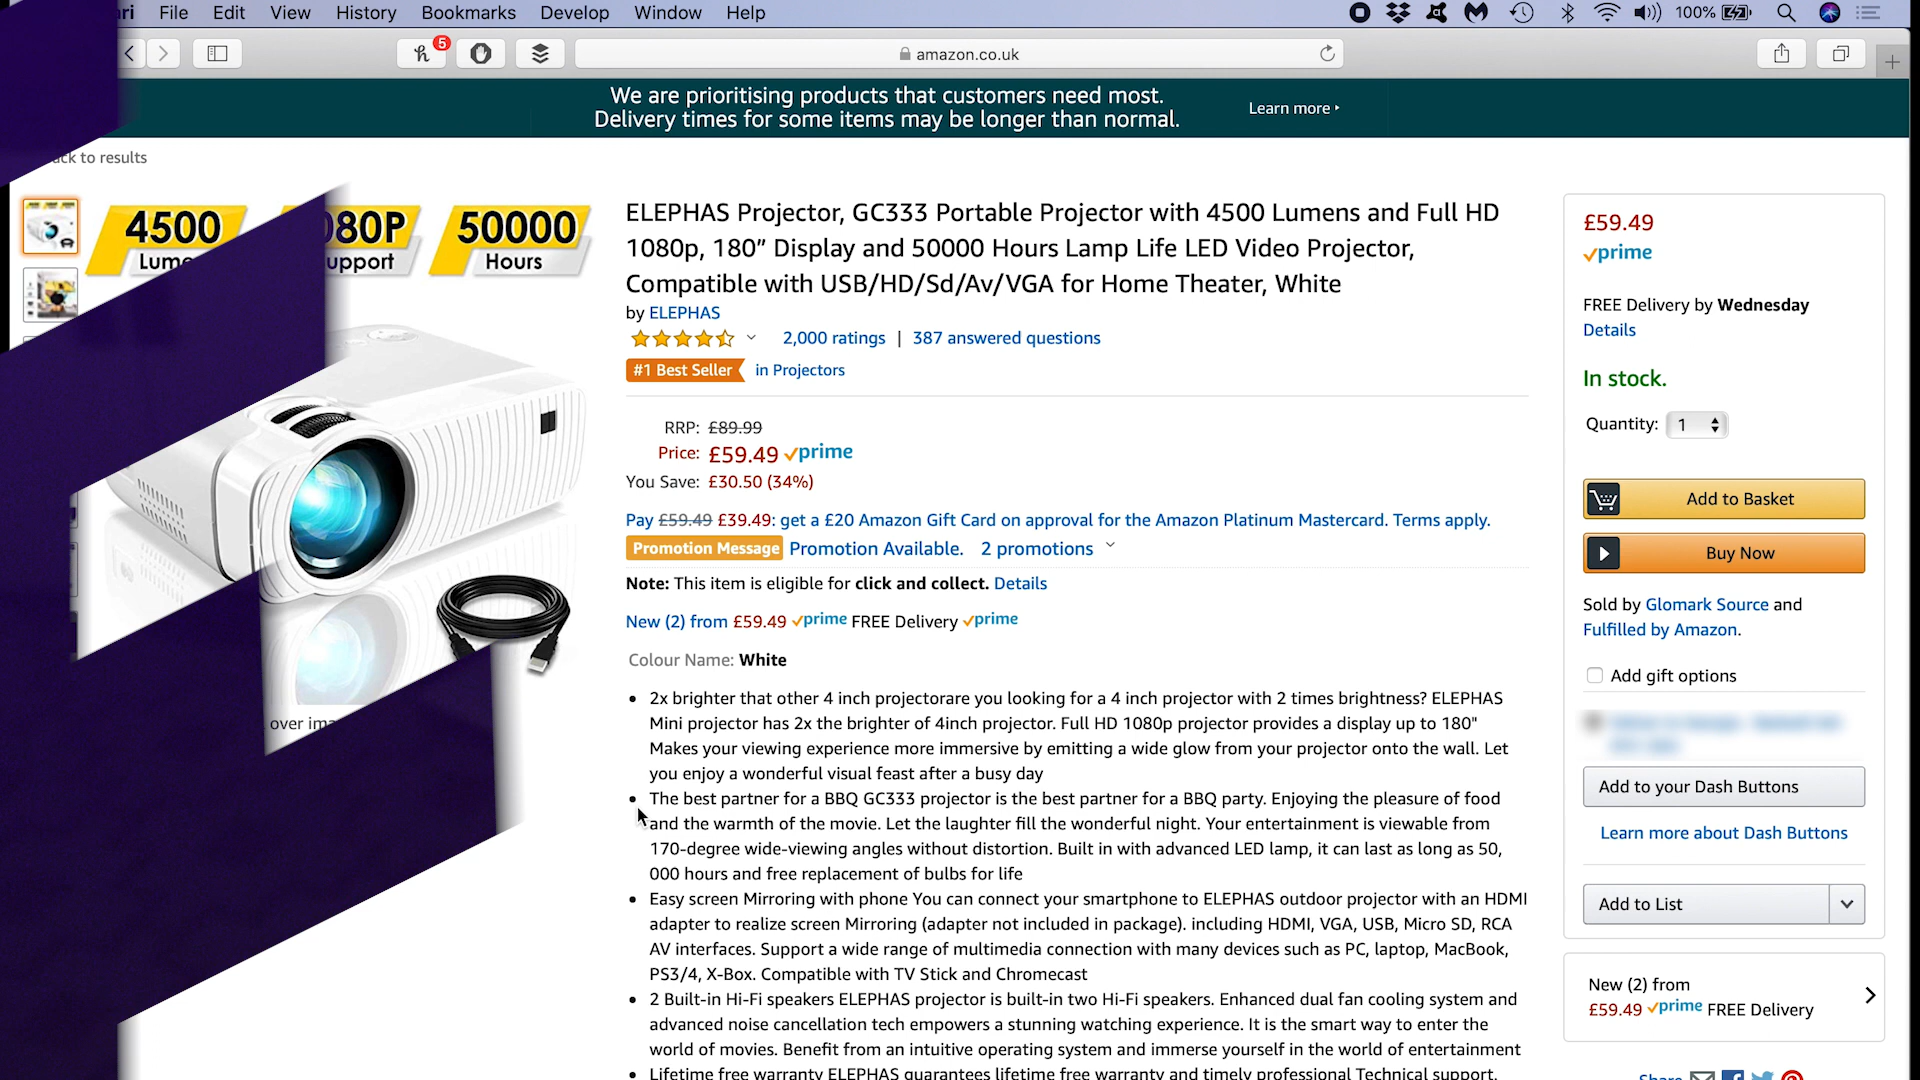 File Edit View History Bookmarks Develop Window Help
100%
5
amazon.co.uk
We are prioritising products that customers need most.
Delivery times for some items may be longer than normal.
Learn more
to results
4500
080P
upport
50000
Hours
ELEPHAS Projector, GC333 Portable Projector with 4500 Lumens and Full HD
1080p, 180” Display and 50000 Hours Lamp Life LED Video Projector,
Compatible with USB/HD/Sd/Av/VGA for Home Theater, White
by ELEPHAS
2,000 ratings | 387 answered questions
#1 Best Seller in Projectors
RRP: £89.99
Price: £59.49 prime
You Save: £30.50 (34%)
Pay £59.49 £39.49: get a £20 Amazon Gift Card on approval for the Amazon Platinum Mastercard. Terms apply.
Promotion Message Promotion Available. 2 promotions
Note: This item is eligible for click and collect. Details
New (2) from £59.49 prime FREE Delivery prime
Colour Name: White
• 2x brighter that other 4 inch projectorare you looking for a 4 inch projector with 2 times brightness? ELEPHAS
Mini projector has 2x the brighter of 4inch projector. Full HD 1080p projector provides a display up to 180"
Makes your viewing experience more immersive by emitting a wide glow from your projector onto the wall. Let
you enjoy a wonderful visual feast after a busy day
• The best partner for a BBQ GC333 projector is the best partner for a BBQ party. Enjoying the pleasure of food
and the warmth of the movie. Let the laughter fill the wonderful night. Your entertainment is viewable from
170-degree wide-viewing angles without distortion. Built in with advanced LED lamp, it can last as long as 50,
000 hours and free replacement of bulbs for life
• Easy screen Mirroring with phone You can connect your smartphone to ELEPHAS outdoor projector with an HDMI
adapter to realize screen Mirroring (adapter not included in package). including HDMI, VGA, USB, Micro SD, RCA
AV interfaces. Support a wide range of multimedia connection with many devices such as PC, laptop, MacBook,
PS3/4, X-Box. Compatible with TV Stick and Chromecast
• 2 Built-in Hi-Fi speakers ELEPHAS projector is built-in two Hi-Fi speakers. Enhanced dual fan cooling system and
advanced noise cancellation tech empowers a stunning watching experience. It is the smart way to enter the
world of movies. Benefit from an intuitive operating system and immerse yourself in the world of entertainment
• Lifetime free warranty ELEPHAS guarantees lifetime free warranty and timely professional Technical support.
over
£59.49
prime
FREE Delivery by Wednesday
Details
In stock.
Quantity: 1
Add to Basket
Buy Now
Sold by Glomark Source and
Fulfilled by Amazon.
Add gift options
Add to your Dash Buttons
Learn more about Dash Buttons
Add to List
New (2) from
£59.49 prime FREE Delivery
Share